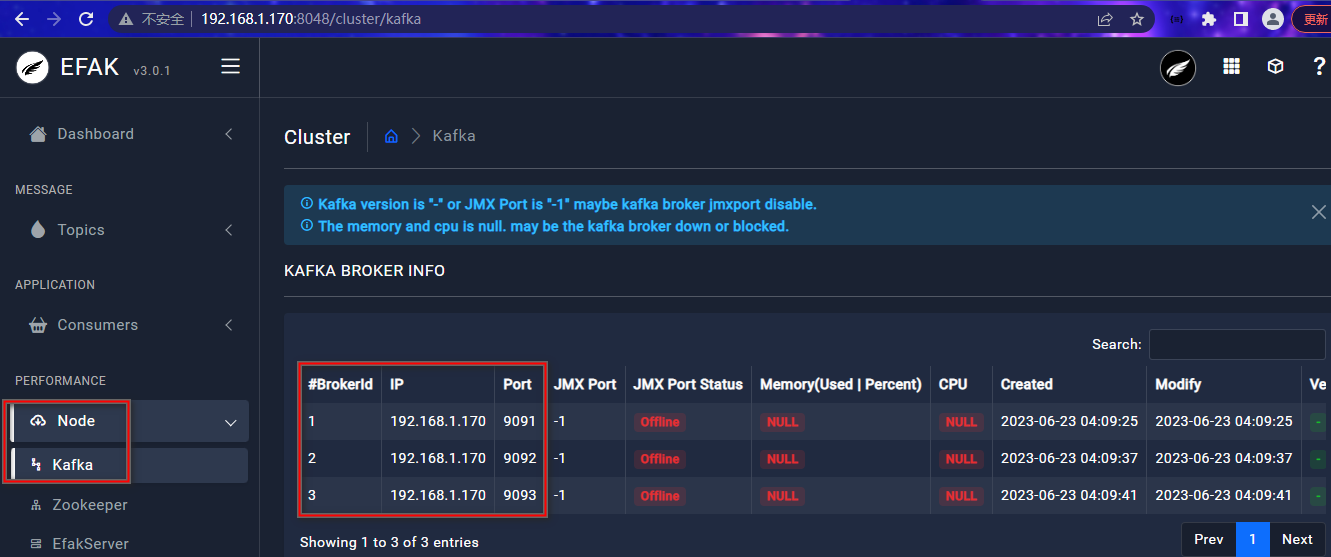 不安全 192.168.1.170:8048/cluster/kafka 更新
EFAK v3.0.1
Dashboard
MESSAGE
Topics
APPLICATION
Consumers
PERFORMANCE
Node
Kafka
Zookeeper
EfakServer
Cluster Kafka
Kafka version is "-" or JMX Port is "-1" maybe kafka broker jmxport disable.
The memory and cpu is null. may be the kafka broker down or blocked.
KAFKA BROKER INFO
Search:
#BrokerId IP Port JMX Port JMX Port Status Memory(Used | Percent) CPU Created Modify Ve
1 192.168.1.170 9091 -1 Offline NULL NULL 2023-06-23 04:09:25 2023-06-23 04:09:25 -
2 192.168.1.170 9092 -1 Offline NULL NULL 2023-06-23 04:09:37 2023-06-23 04:09:37 -
3 192.168.1.170 9093 -1 Offline NULL NULL 2023-06-23 04:09:41 2023-06-23 04:09:41 -
Showing 1 to 3 of 3 entries
Prev 1 Next